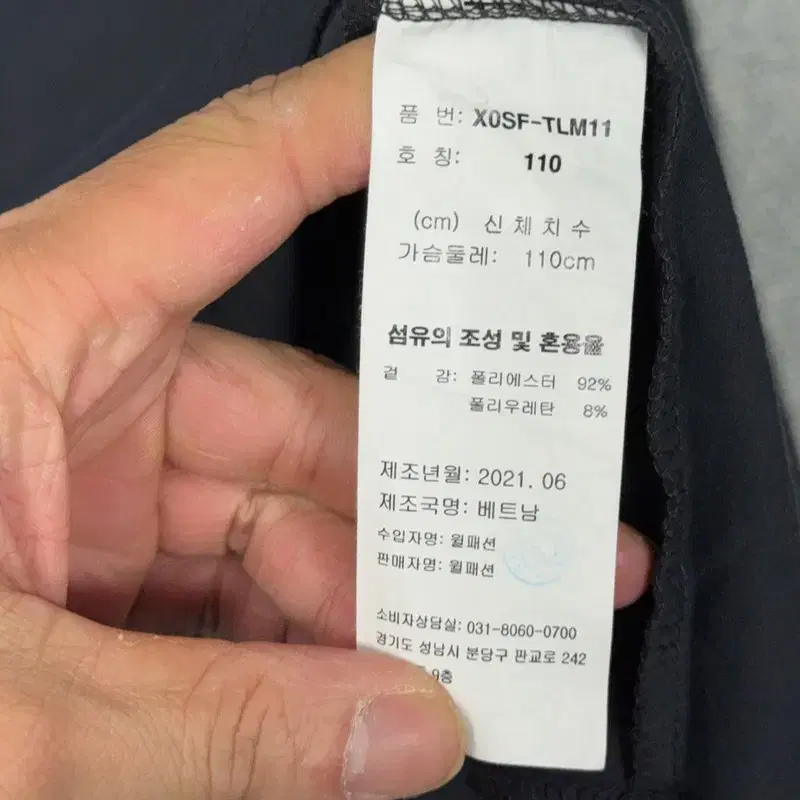 품 번: X0SF-TLM11
호 칭: 110
(cm) 신 체 치 수
가슴둘레: 110cm
섬유의 조성 및 혼용율
겉 감: 폴리에스터 92%
폴리우레탄 8%
제조년월: 2021. 06
제조국명: 베트남
수입자명: 월패션
판매자명: 월패션
소비자상담실: 031-8060-0700
경기도 성남시 분당구 판교로 242
9층